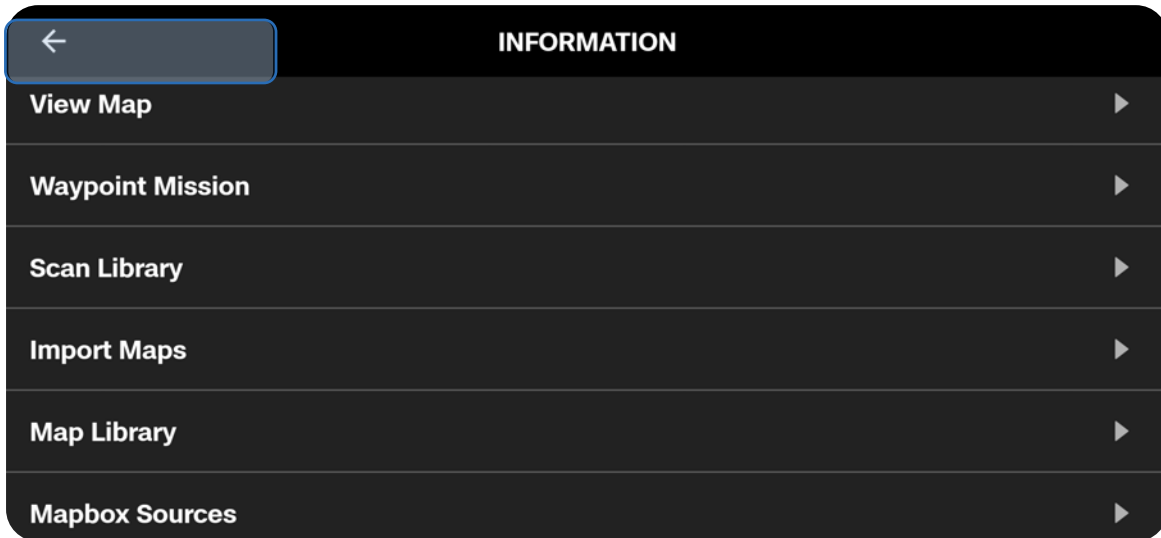 INFORMATION
View Map
Waypoint Mission
Scan Library
Import Maps
Map Library
Mapbox Sources